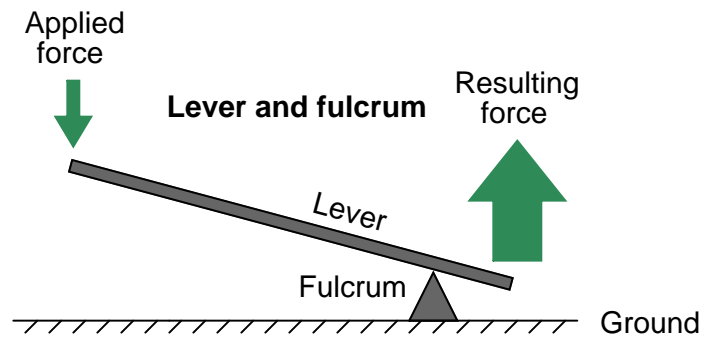 Applied
force
Lever and fulcrum
Resulting
force
Lever
Fulcrum
Ground